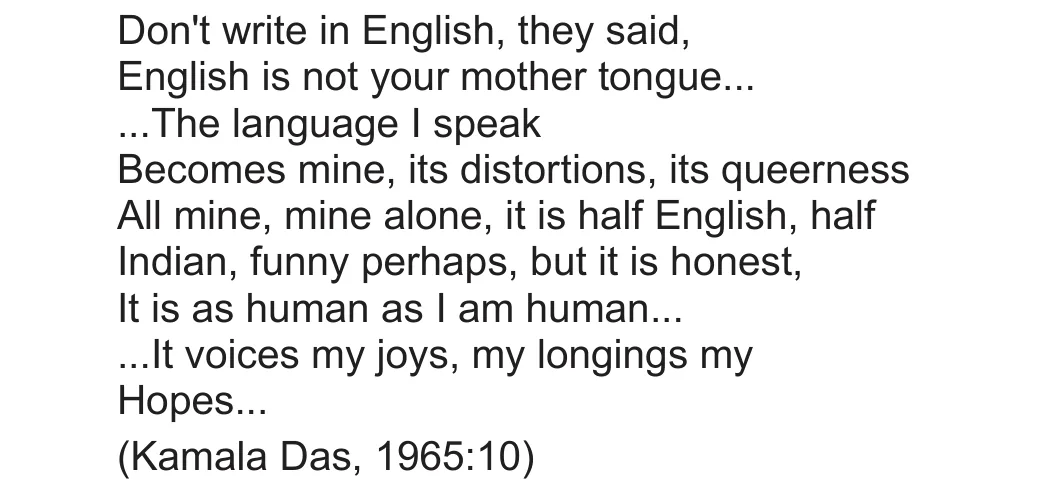 Don't write in English, they said,
English is not your mother tongue...
...The language I speak
Becomes mine, its distortions, its queerness
All mine, mine alone, it is half English, half
Indian, funny perhaps, but it is honest,
It is as human as I am human...
...It voices my joys, my longings my
Hopes...
(Kamala Das, 1965:10)